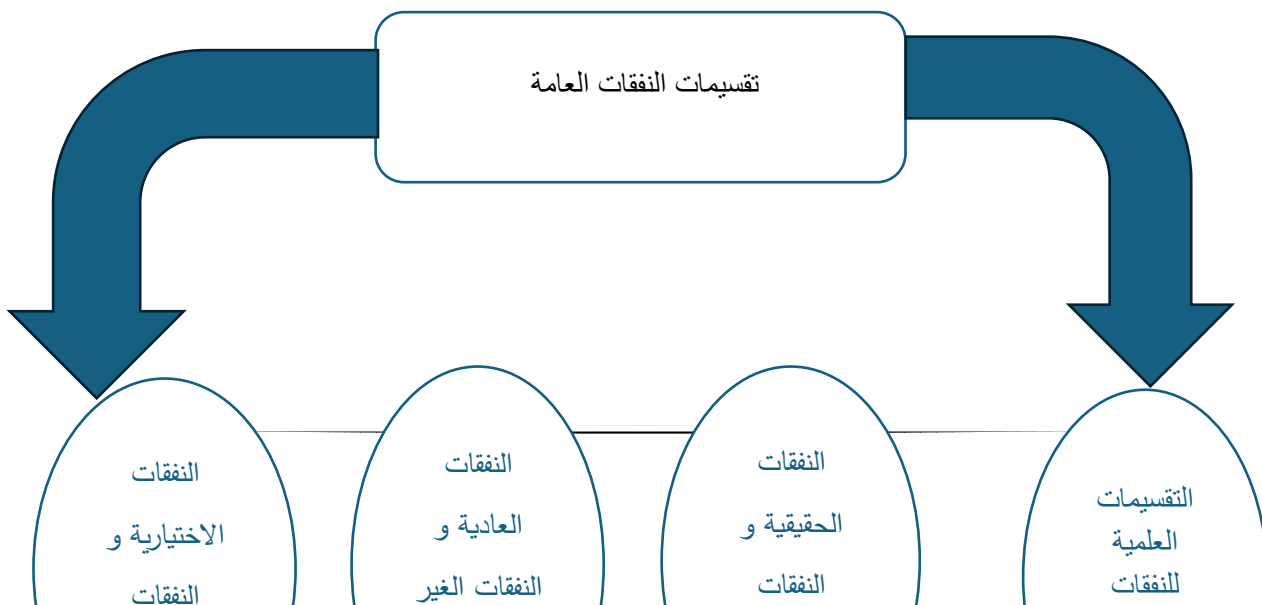 تقسيمات النفقات العامة
التقسيمات
العلمية
للنفقات
النفقات
الحقيقية و
النفقات
النفقات
العادية و
النفقات الغير
النفقات
الاختيارية و
النفقات